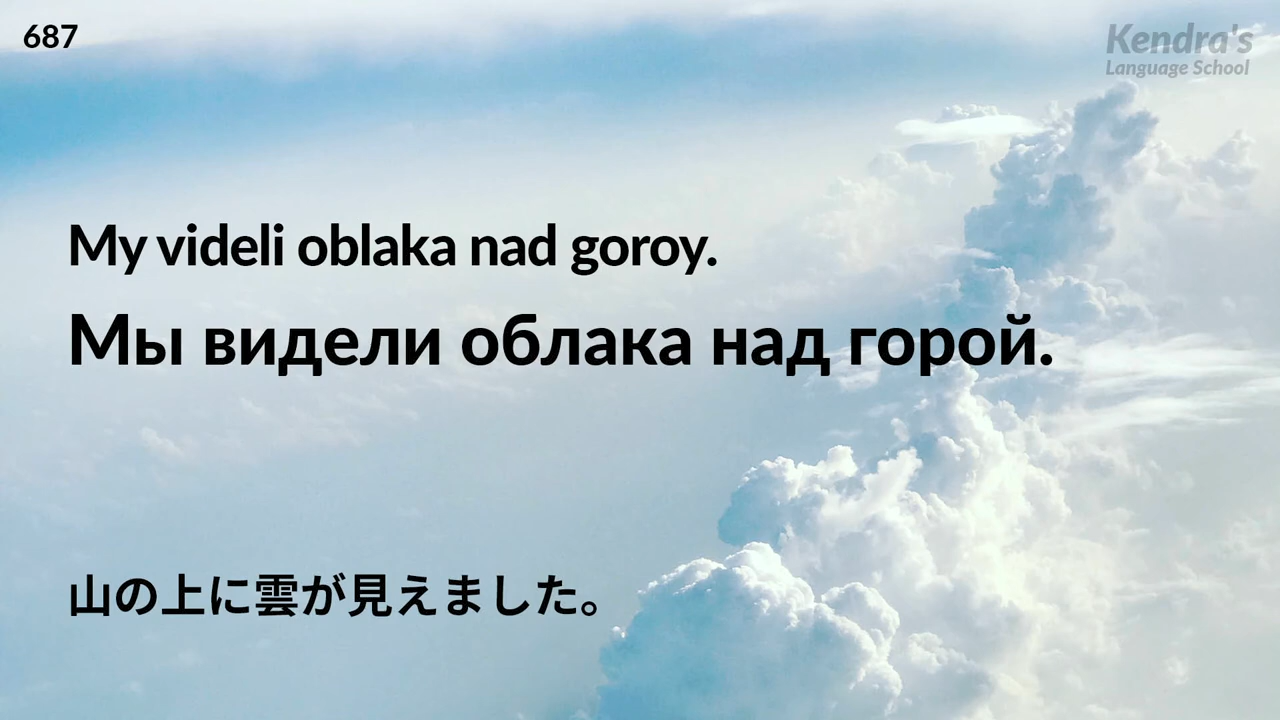 687
Kendra's
Language School
My videli oblaka nad goroy.
Мы видели облака над горой.
山の上に雲が見えました。